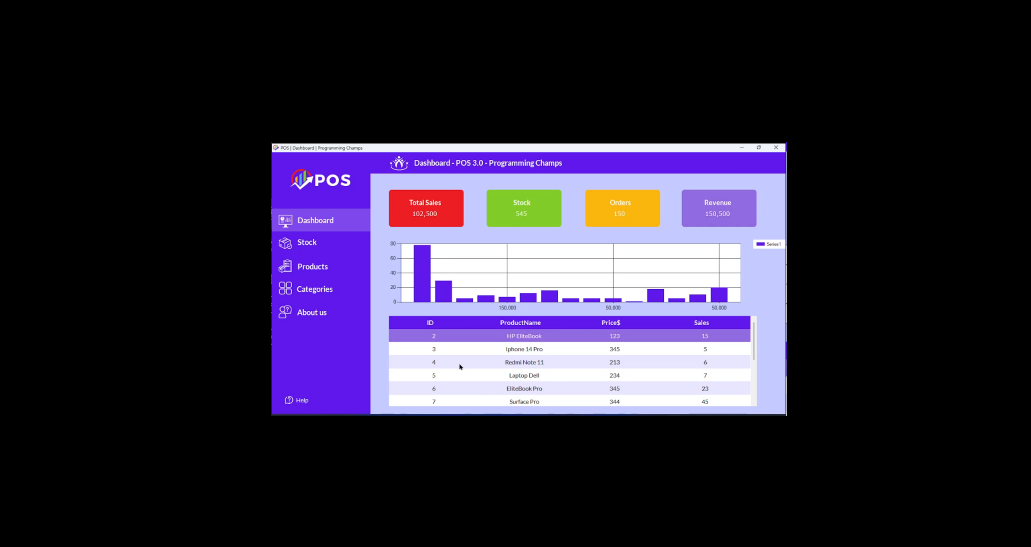 POS | Dashboard | Programming Champs
POS
Dashboard - POS 3.0 - Programming Champs
Dashboard
Stock
Products
Categories
About us
Help
Total Sales
102,500
Stock
545
Orders
150
Revenue
150,500
80
60
40
20
0
150,000
50,000
50,000
Series1
ID ProductName Price$ Sales
2 HP EliteBook 123 15
3 Iphone 14 Pro 345 5
4 Redmi Note 11 213 6
5 Laptop Dell 234 7
6 EliteBook Pro 345 23
7 Surface Pro 344 45